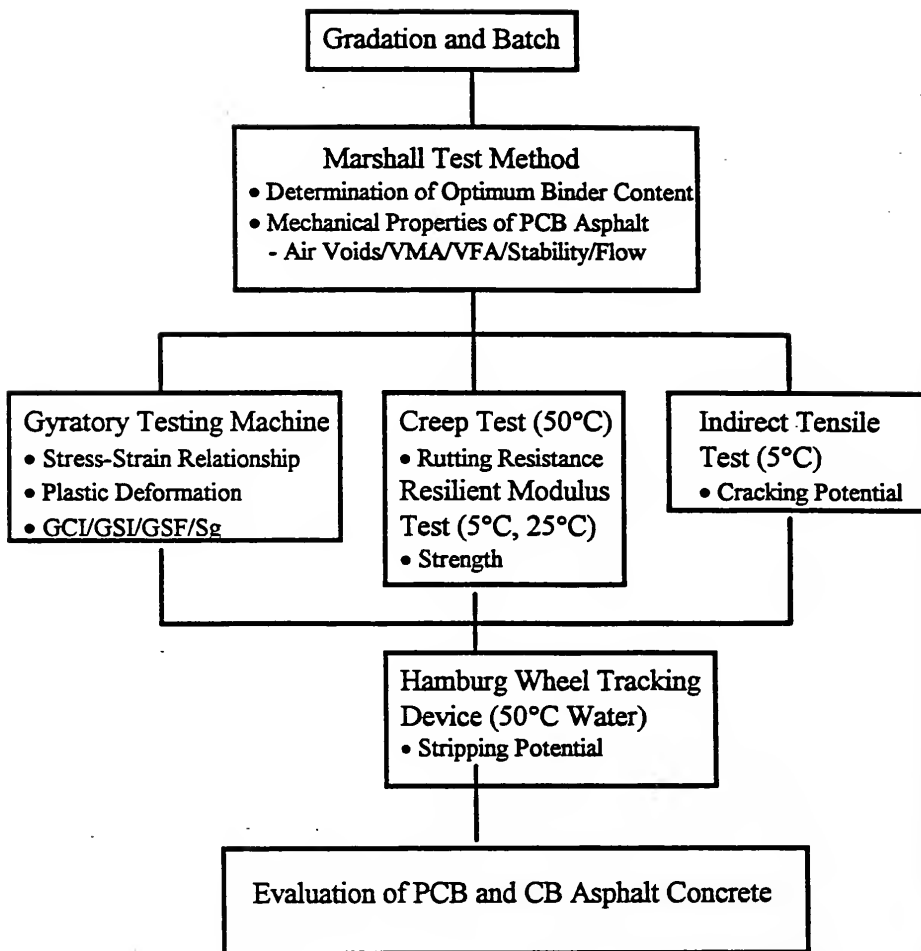 Gradation and Batch
Marshall Test Method
• Determination of Optimum Binder Content
• Mechanical Properties of PCB Asphalt
- Air Voids/VMA/VFA/Stability/Flow
Gyratory Testing Machine
• Stress-Strain Relationship
• Plastic Deformation
• GCI/GSI/GSF/Sg
Creep Test (50°C)
• Rutting Resistance
Resilient Modulus
Test (5°C, 25°C)
• Strength
Indirect Tensile
Test (5°C)
• Cracking Potential
Hamburg Wheel Tracking
Device (50°C Water)
• Stripping Potential
Evaluation of PCB and CB Asphalt Concrete